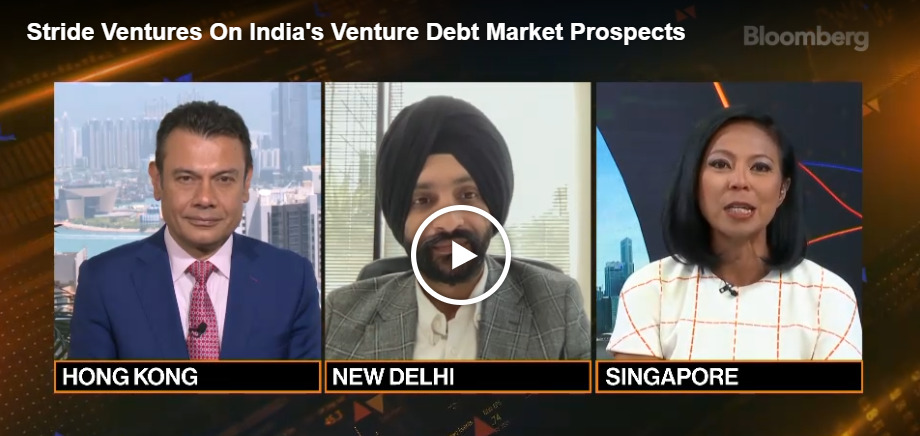 Stride Ventures On India's Venture Debt Market Prospects
Bloomberg
HONG KONG
NEW DELHI
SINGAPORE